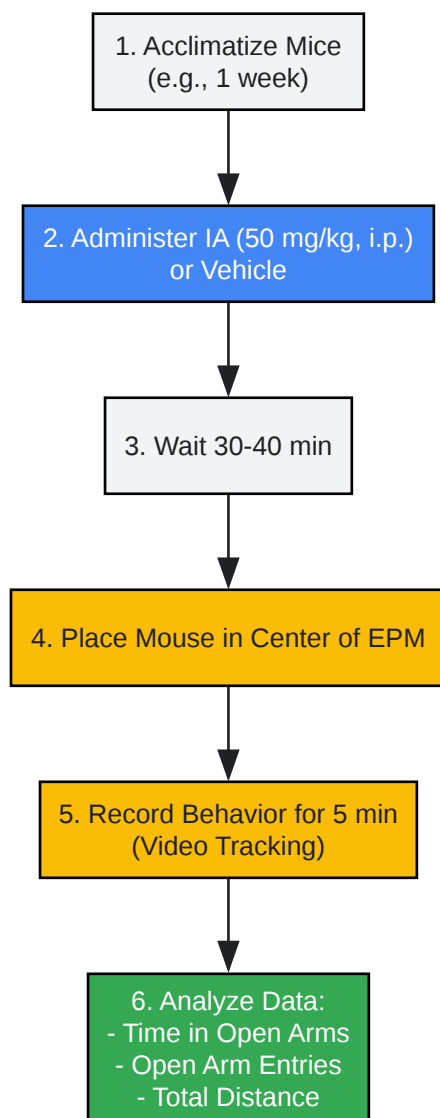 1. Acclimatize Mice
(e.g., 1 week)
2. Administer IA (50 mg/kg, i.p.)
or Vehicle
3. Wait 30-40 min
4. Place Mouse in Center of EPM
5. Record Behavior for 5 min
(Video Tracking)
6. Analyze Data:
- Time in Open Arms
- Open Arm Entries
- Total Distance